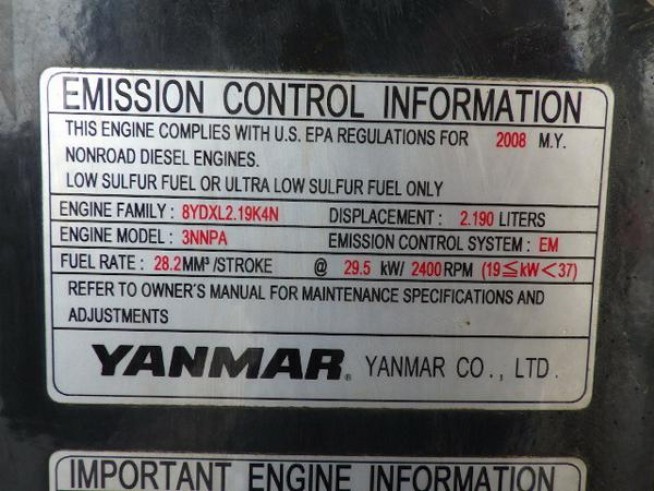 EMISSION CONTROL INFORMATION
THIS ENGINE COMPLIES WITH U.S. EPA REGULATIONS FOR 2008 M.Y.
NONROAD DIESEL ENGINES.
LOW SULFUR FUEL OR ULTRA LOW SULFUR FUEL ONLY
ENGINE FAMILY : 8YDXL2.19K4N DISPLACEMENT : 2.190 LITERS
ENGINE MODEL : 3NNPA EMISSION CONTROL SYSTEM : EM
FUEL RATE : 28.2MM³/STROKE @ 29.5 kW/ 2400RPM (19≦kW<37)
REFER TO OWNER'S MANUAL FOR MAINTENANCE SPECIFICATIONS AND
ADJUSTMENTS
YANMAR® YANMAR CO., LTD.
IMPORTANT ENGINE INFORMATION